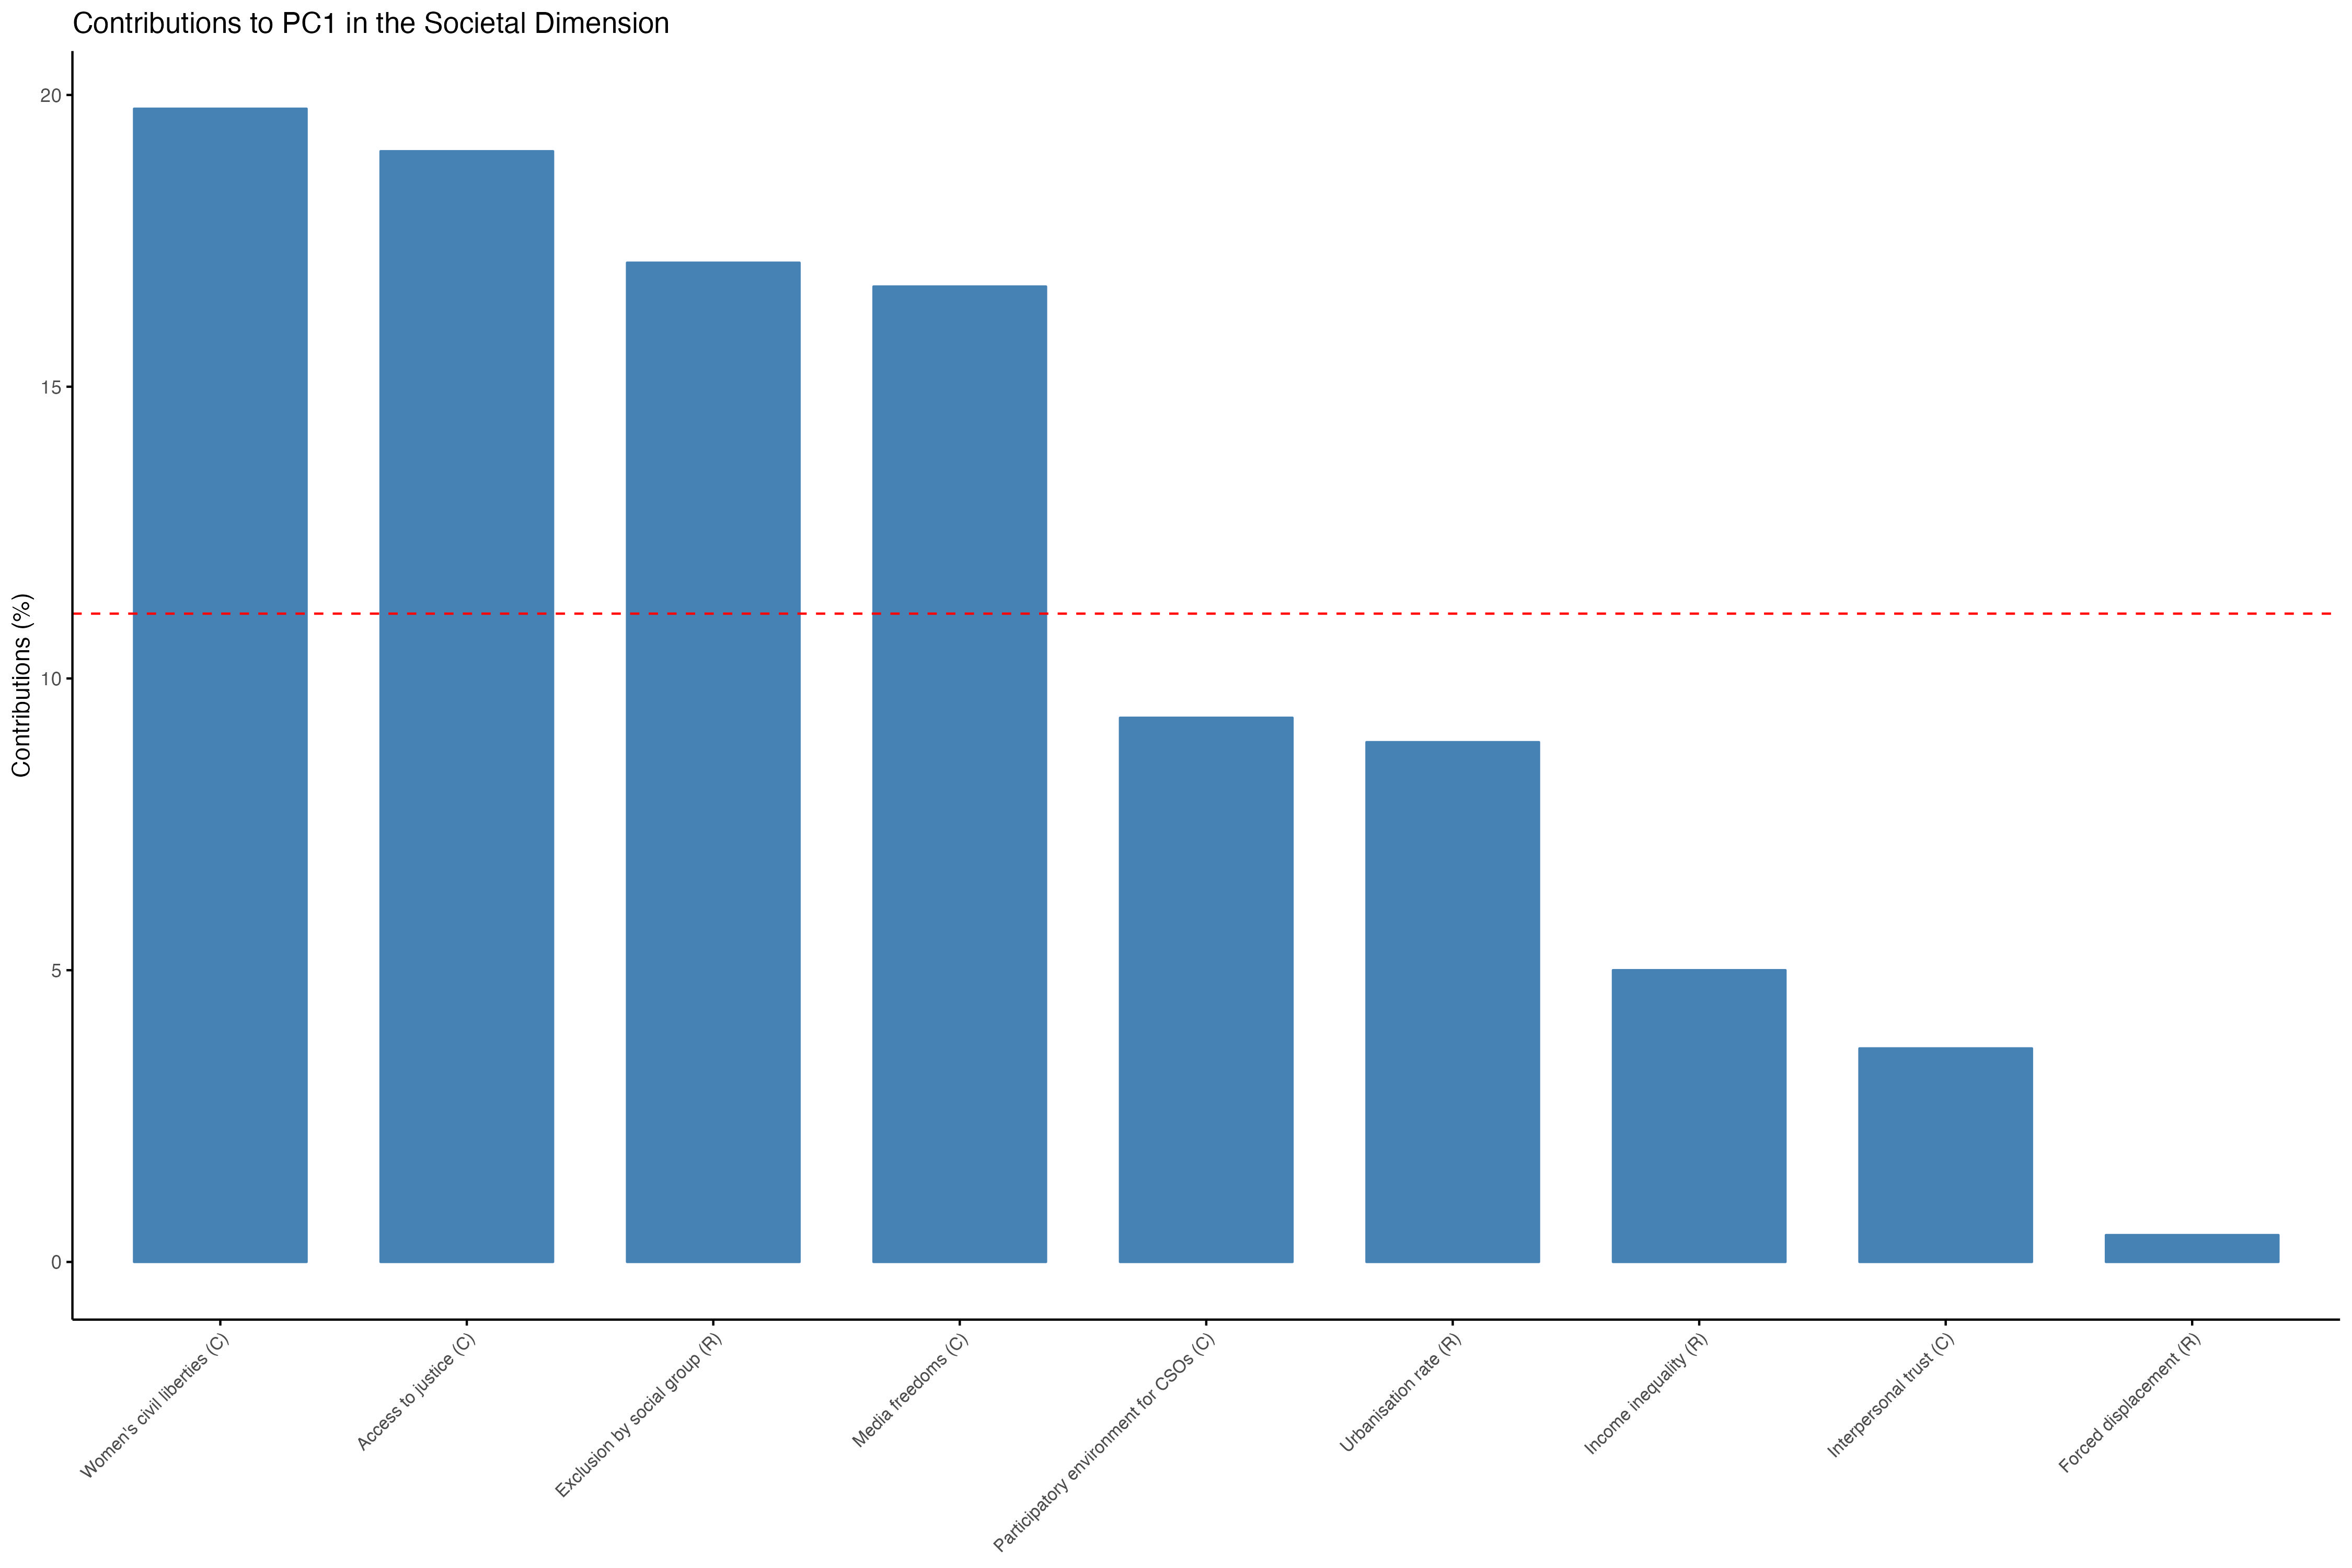 Contributions to PC1 in the Societal Dimension
Contributions (%)
20
15
10
5
0
Women's civil liberties (C)
Access to justice (C)
Exclusion by social group (R)
Media freedoms (C)
Participatory environment for CSOs (C)
Urbanisation rate (R)
Income inequality (R)
Interpersonal trust (C)
Forced displacement (R)